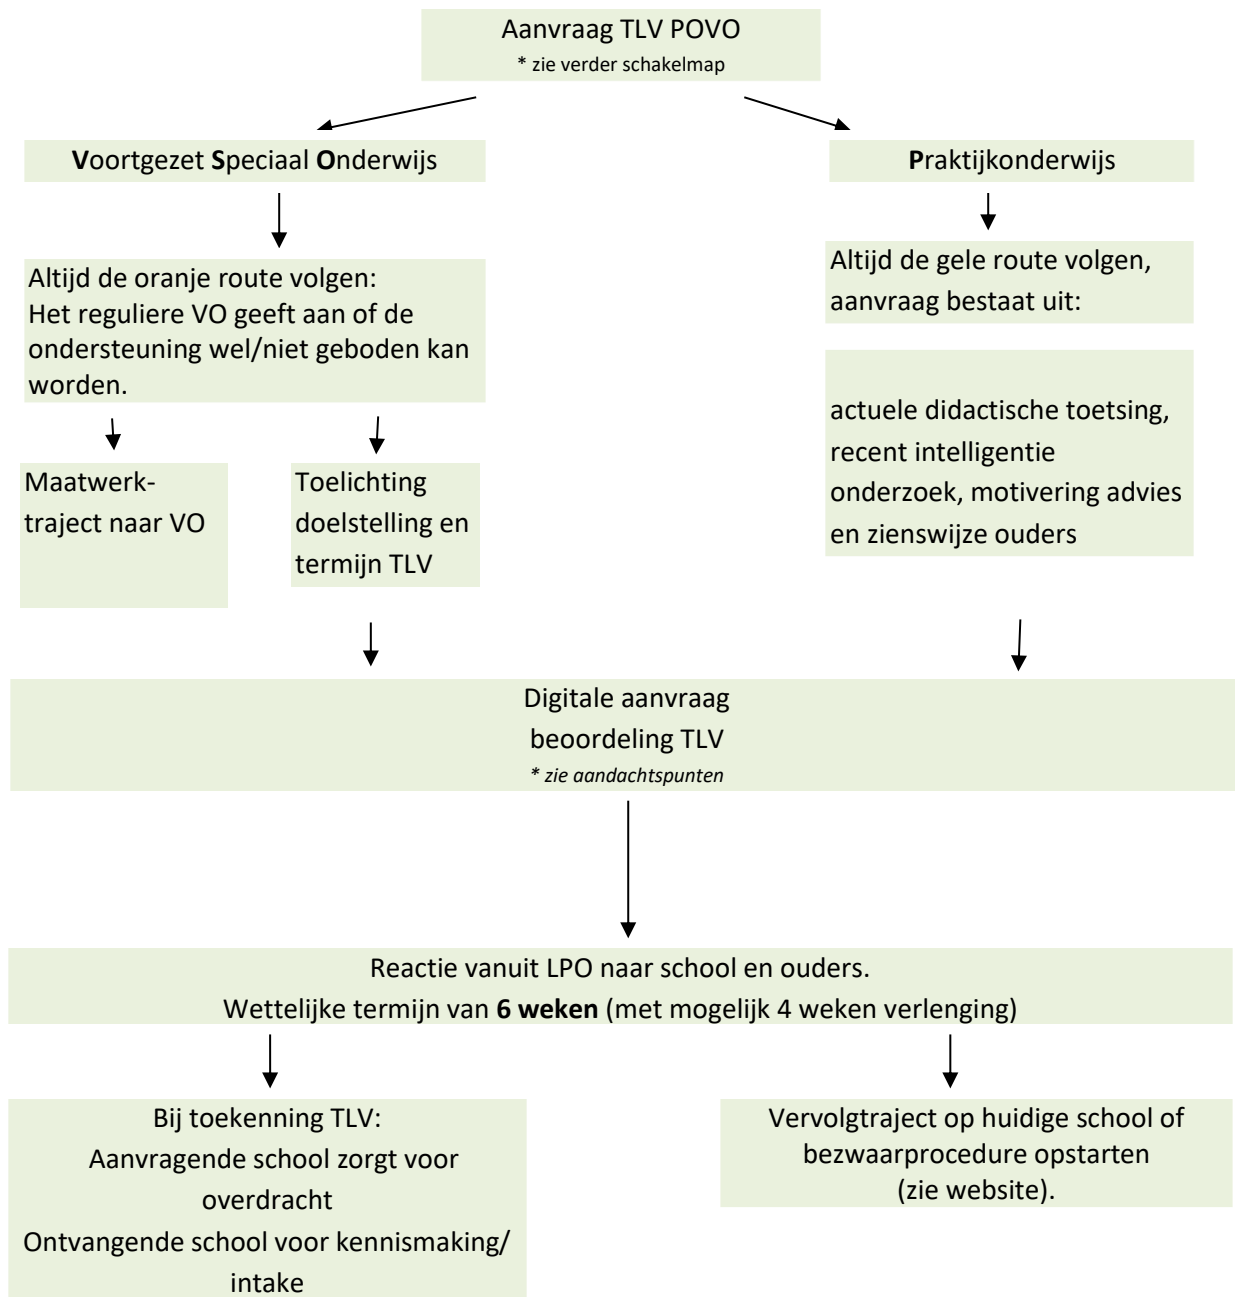 Aanvraag TLV POVO
* zie verder schakelmap
Voortgezet Speciaal Onderwijs
Praktijkonderwijs
Altijd de oranje route volgen:
Het reguliere VO geeft aan of de
ondersteuning wel/niet geboden kan
worden.
Altijd de gele route volgen,
aanvraag bestaat uit:
actuele didactische toetsing,
recent intelligentie
onderzoek, motivering advies
en zienswijze ouders
Maatwerk-
traject naar VO
Toelichting
doelstelling en
termijn TLV
Digitale aanvraag
beoordeling TLV
* zie aandachtspunten
Reactie vanuit LPO naar school en ouders.
Wettelijke termijn van 6 weken (met mogelijk 4 weken verlenging)
Bij toekenning TLV:
Aanvragende school zorgt voor
overdracht
Ontvangende school voor kennismaking/
intake
Vervolgtraject op huidige school of
bezwaarprocedure opstarten
(zie website).